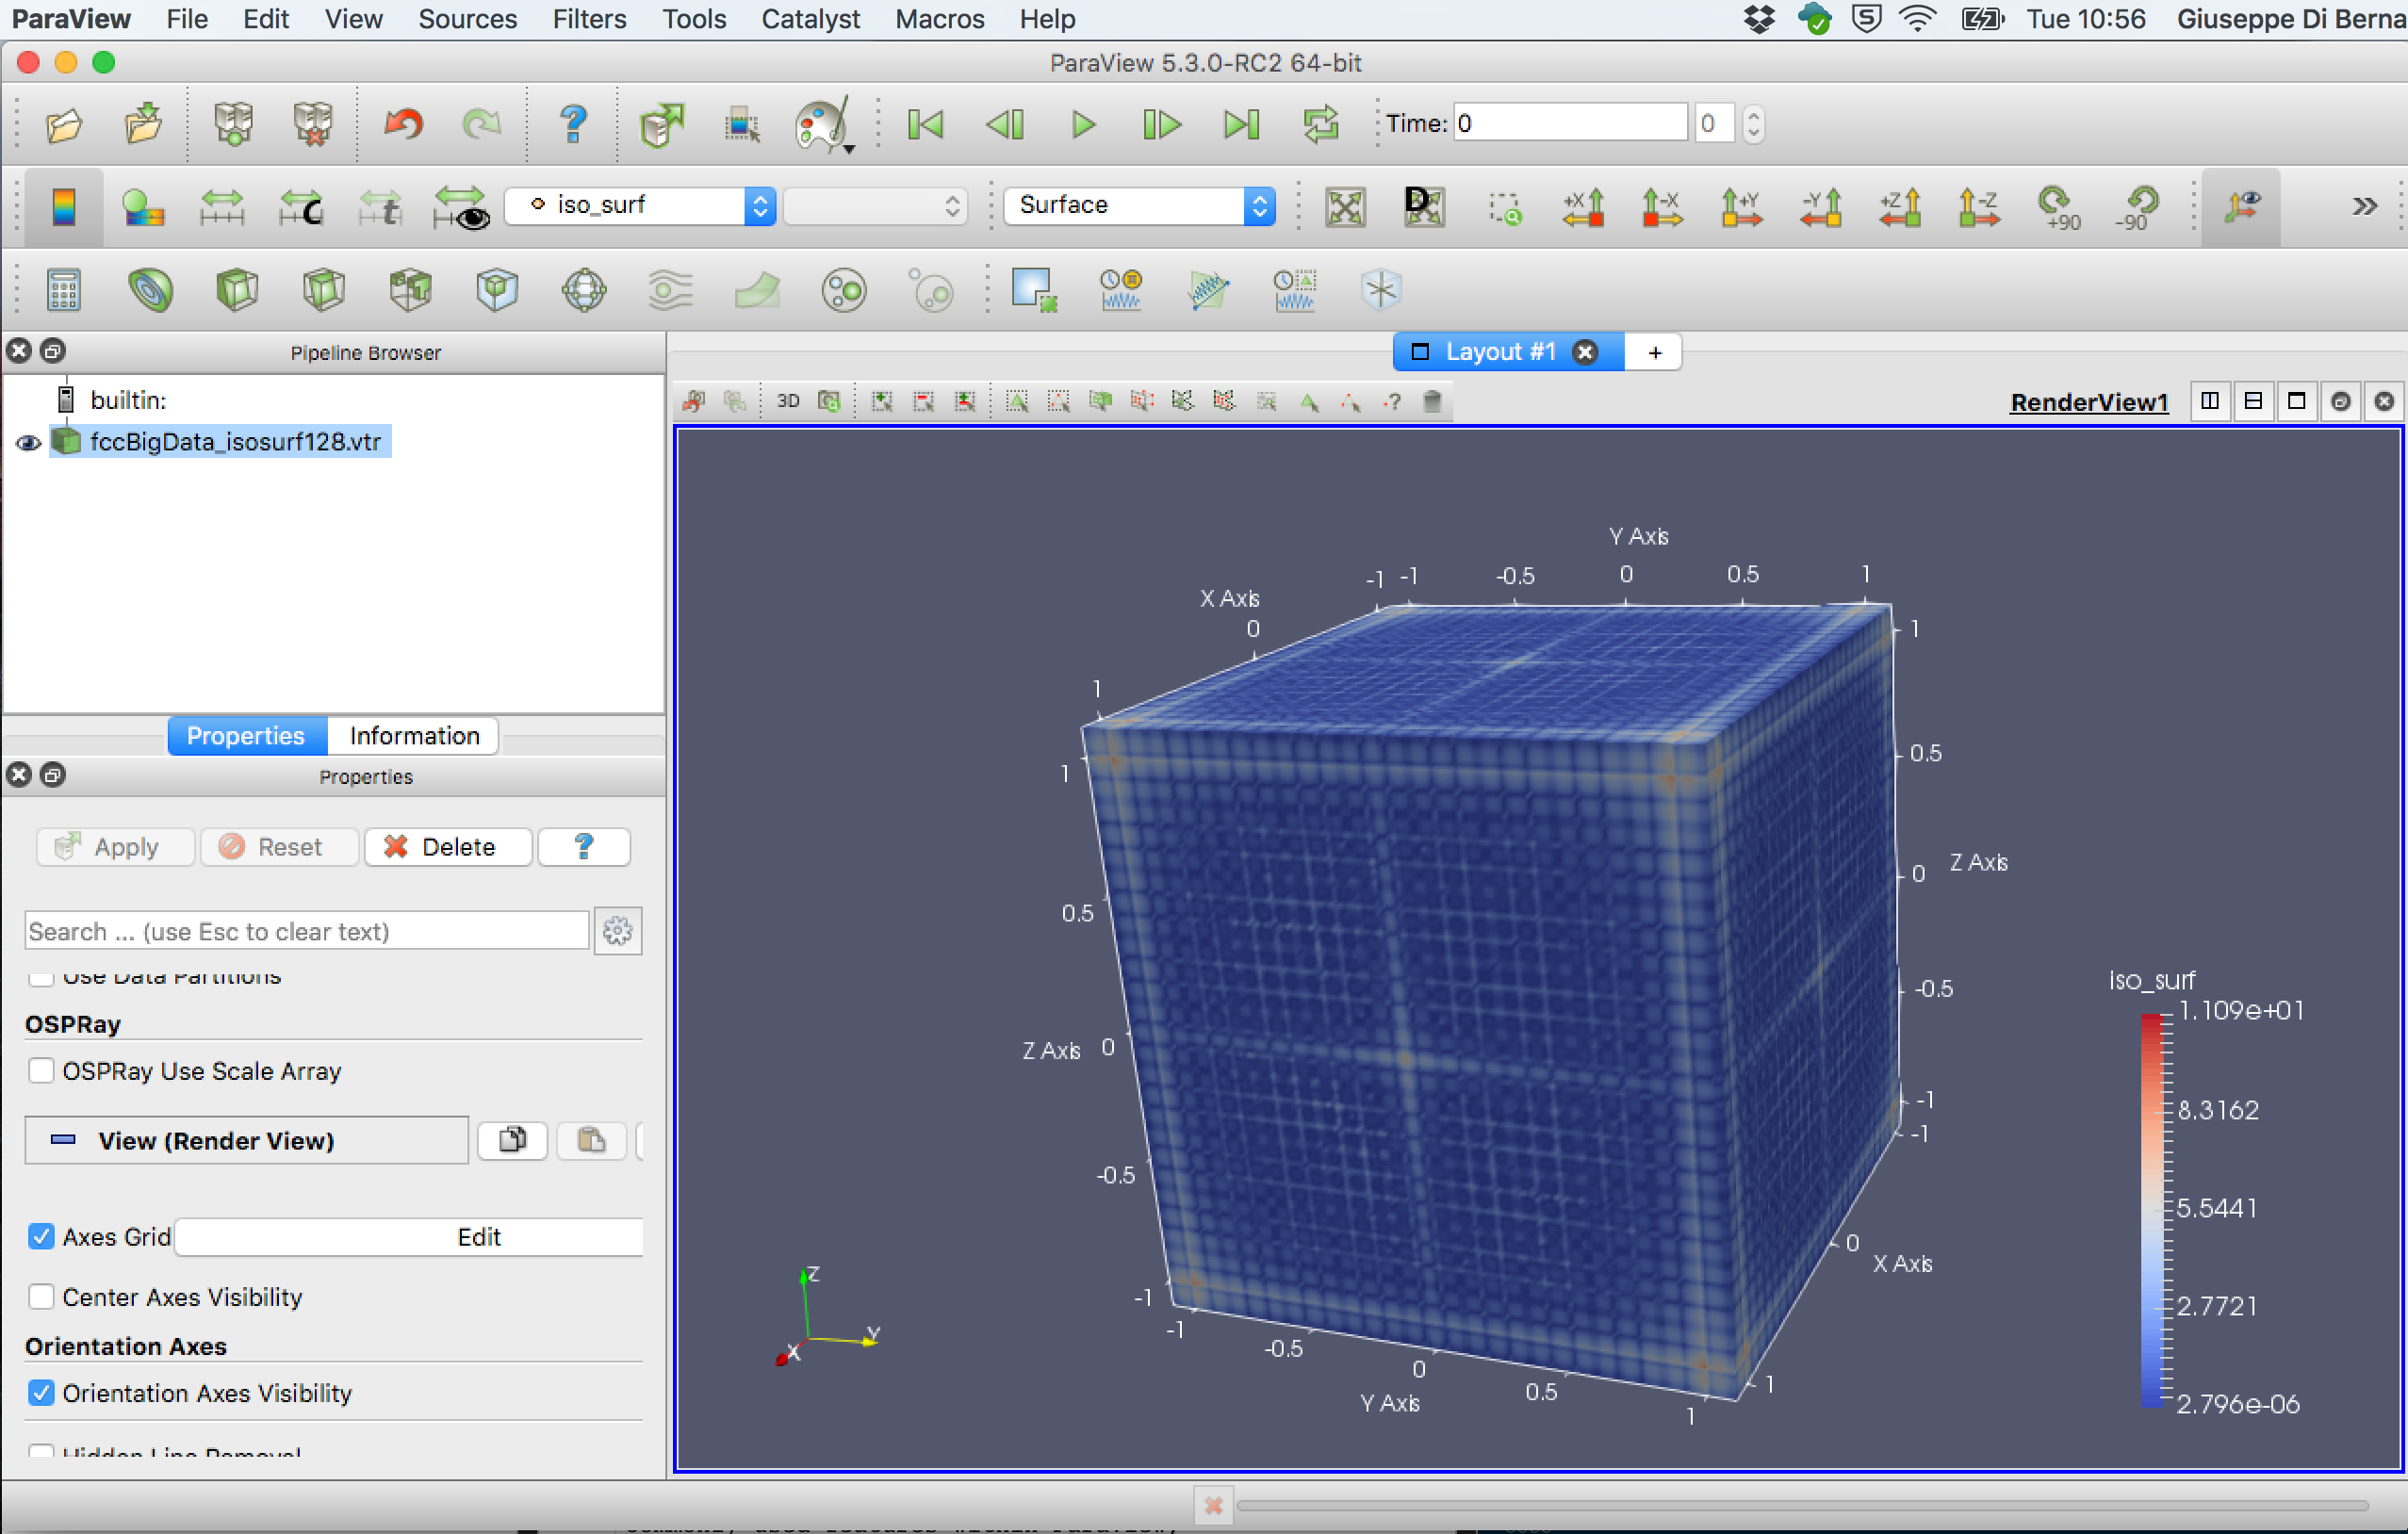 ParaView File Edit View Sources Filters Tools Catalyst Macros Help Tue 10:56 Giuseppe Di Berna
ParaView 5.3.0-RC2 64-bit
Time: 0 0
C t iso_surf Surface D +X -X +Y -Y +Z -Z +90 -90
Pipeline Browser
Layout #1 +
builtin:
3D RenderView1
fccBigData_isosurf128.vtr
Properties Information
Properties
Apply Reset Delete ?
Search ... (use Esc to clear text)
Use Data Partitions
OSPRay
OSPRay Use Scale Array
View (Render View)
Axes Grid Edit
Center Axes Visibility
Orientation Axes
Orientation Axes Visibility
Hidden Line Removal
Y Axis
-1 -1 -0.5 0 0.5 1
X Axis
0
1
1
1
0.5
0
-0.5
-1
-1
Z Axis
1
0.5
Z Axis 0
-0.5
-1
0
X Axis
-1
-0.5
0
0.5
1
1
Y Axis
Z
Y
X
iso_surf
1.109e+01
8.3162
5.5441
2.7721
2.796e-06